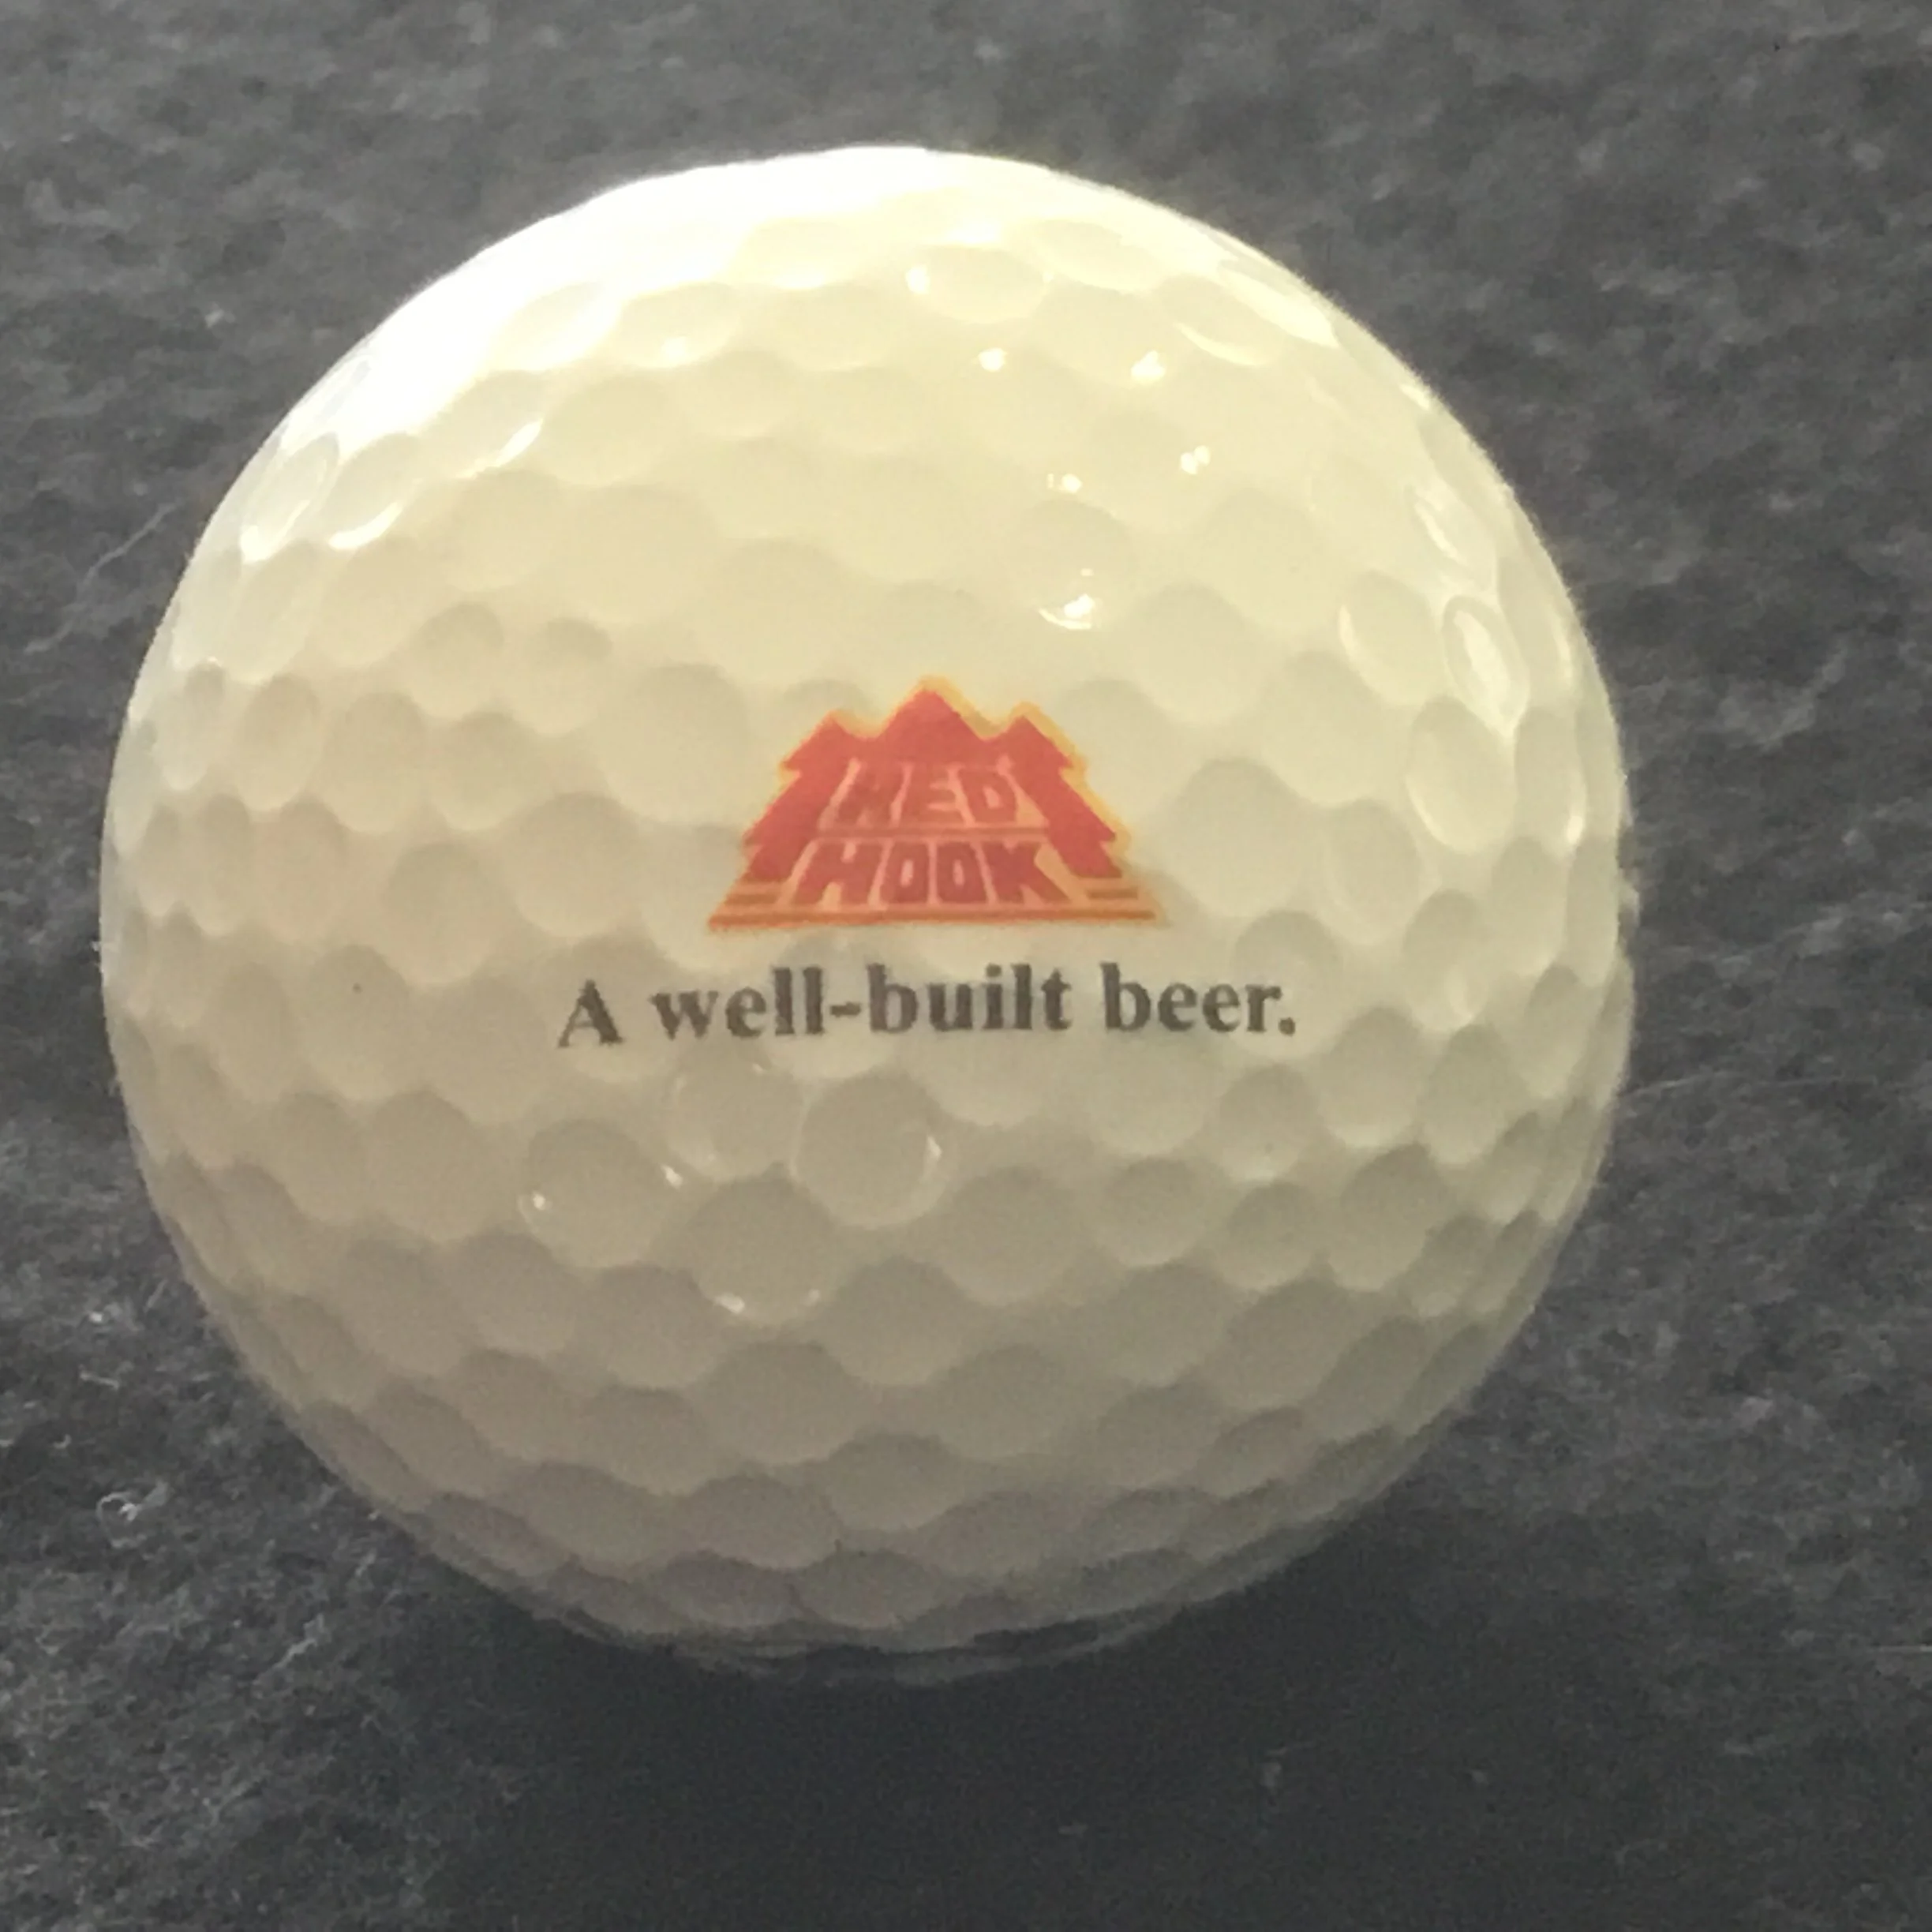 RED
HOOK
A well-built beer.